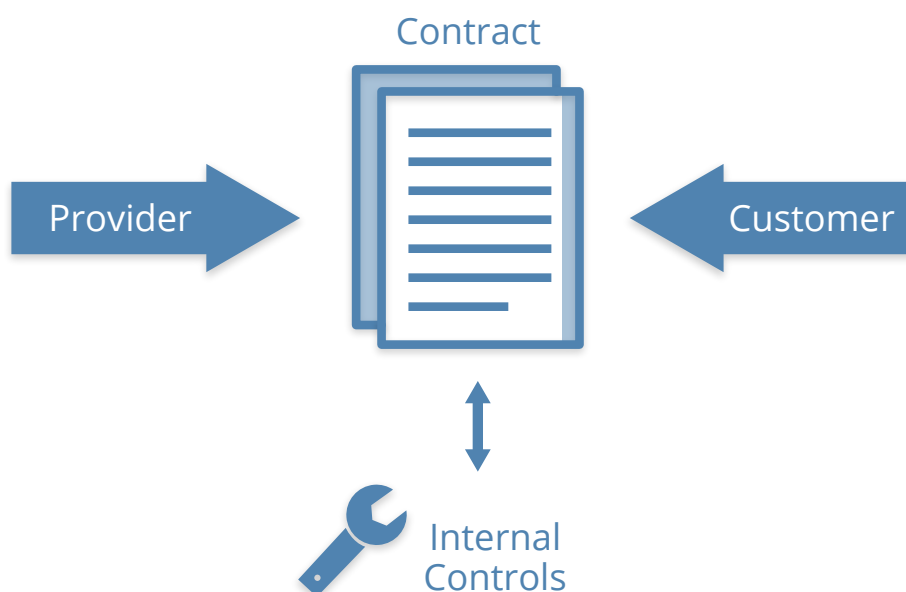 Contract
Provider
Customer
Internal
Controls